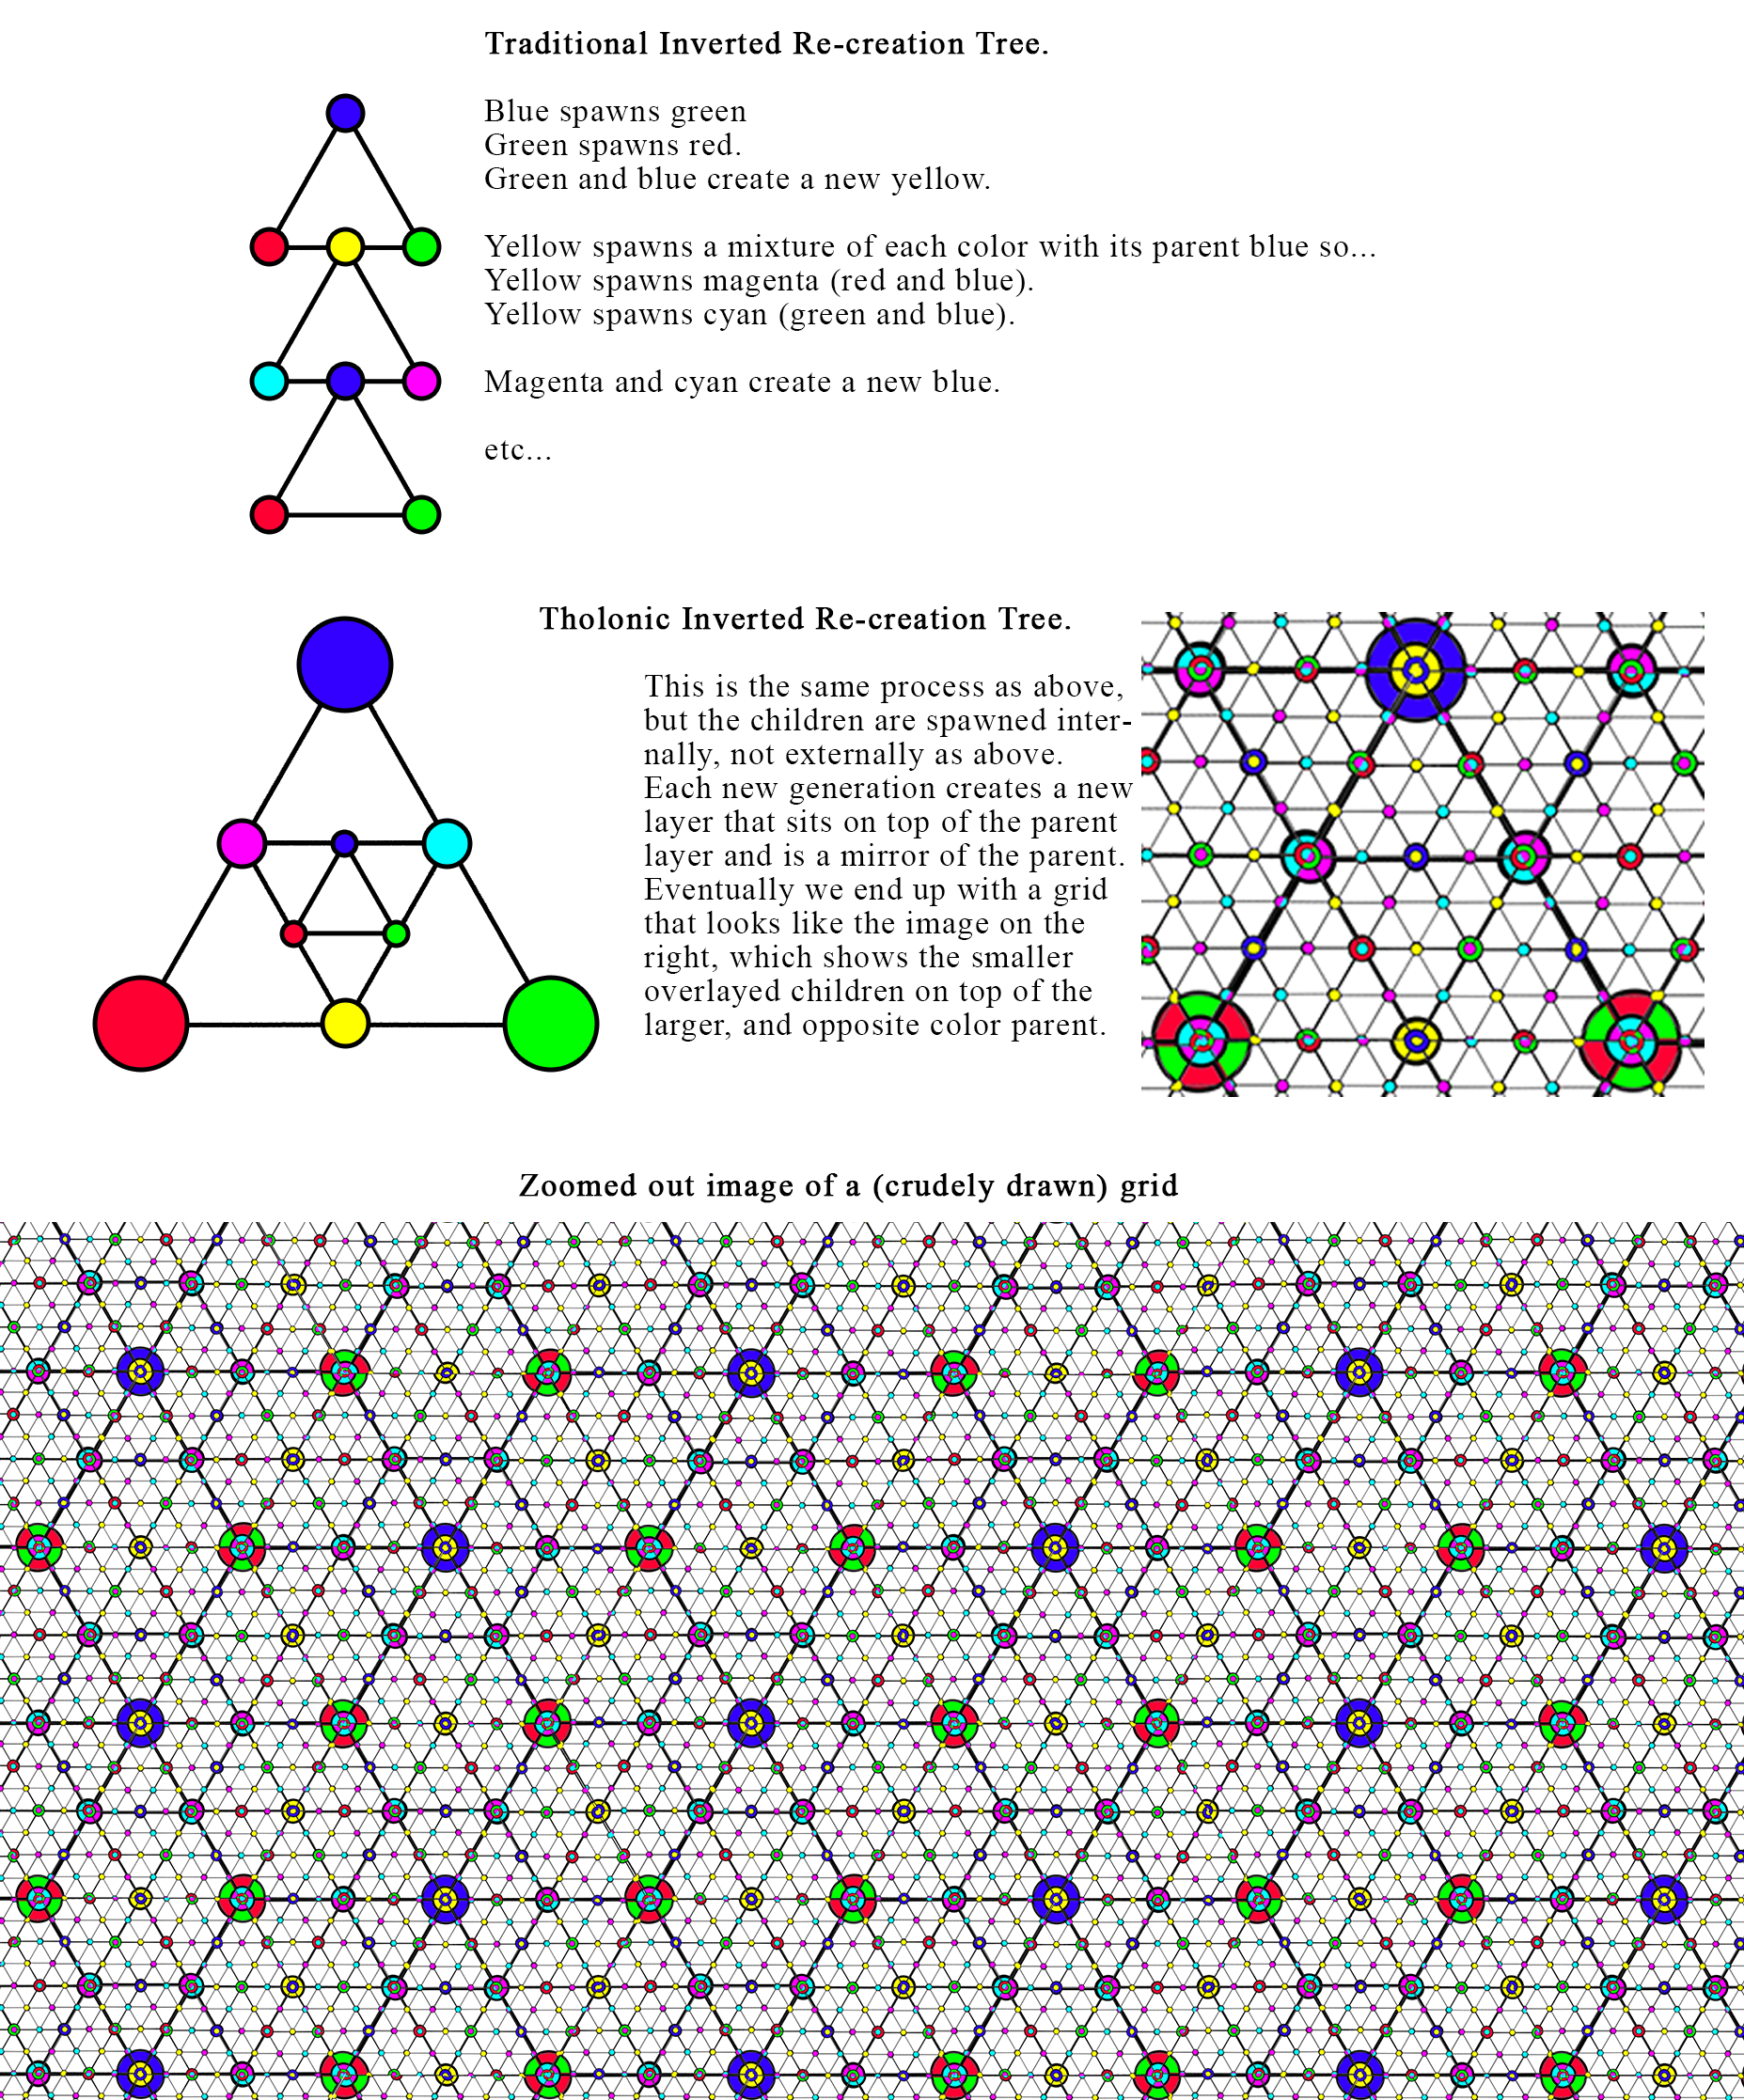 Traditional Inverted Re-creation Tree.
Blue spawns green
Green spawns red.
Green and blue create a new yellow.
Yellow spawns a mixture of each color with its parent blue so...
Yellow spawns magenta (red and blue).
Yellow spawns cyan (green and blue).
Magenta and cyan create a new blue.
etc...
Tholonic Inverted Re-creation Tree.
This is the same process as above,
but the children are spawned inter-
nally, not externally as above.
Each new generation creates a new
layer that sits on top of the parent
layer and is a mirror of the parent.
Eventually we end up with a grid
that looks like the image on the
right, which shows the smaller
overlayed children on top of the
larger, and opposite color parent.
Zoomed out image of a (crudely drawn) grid